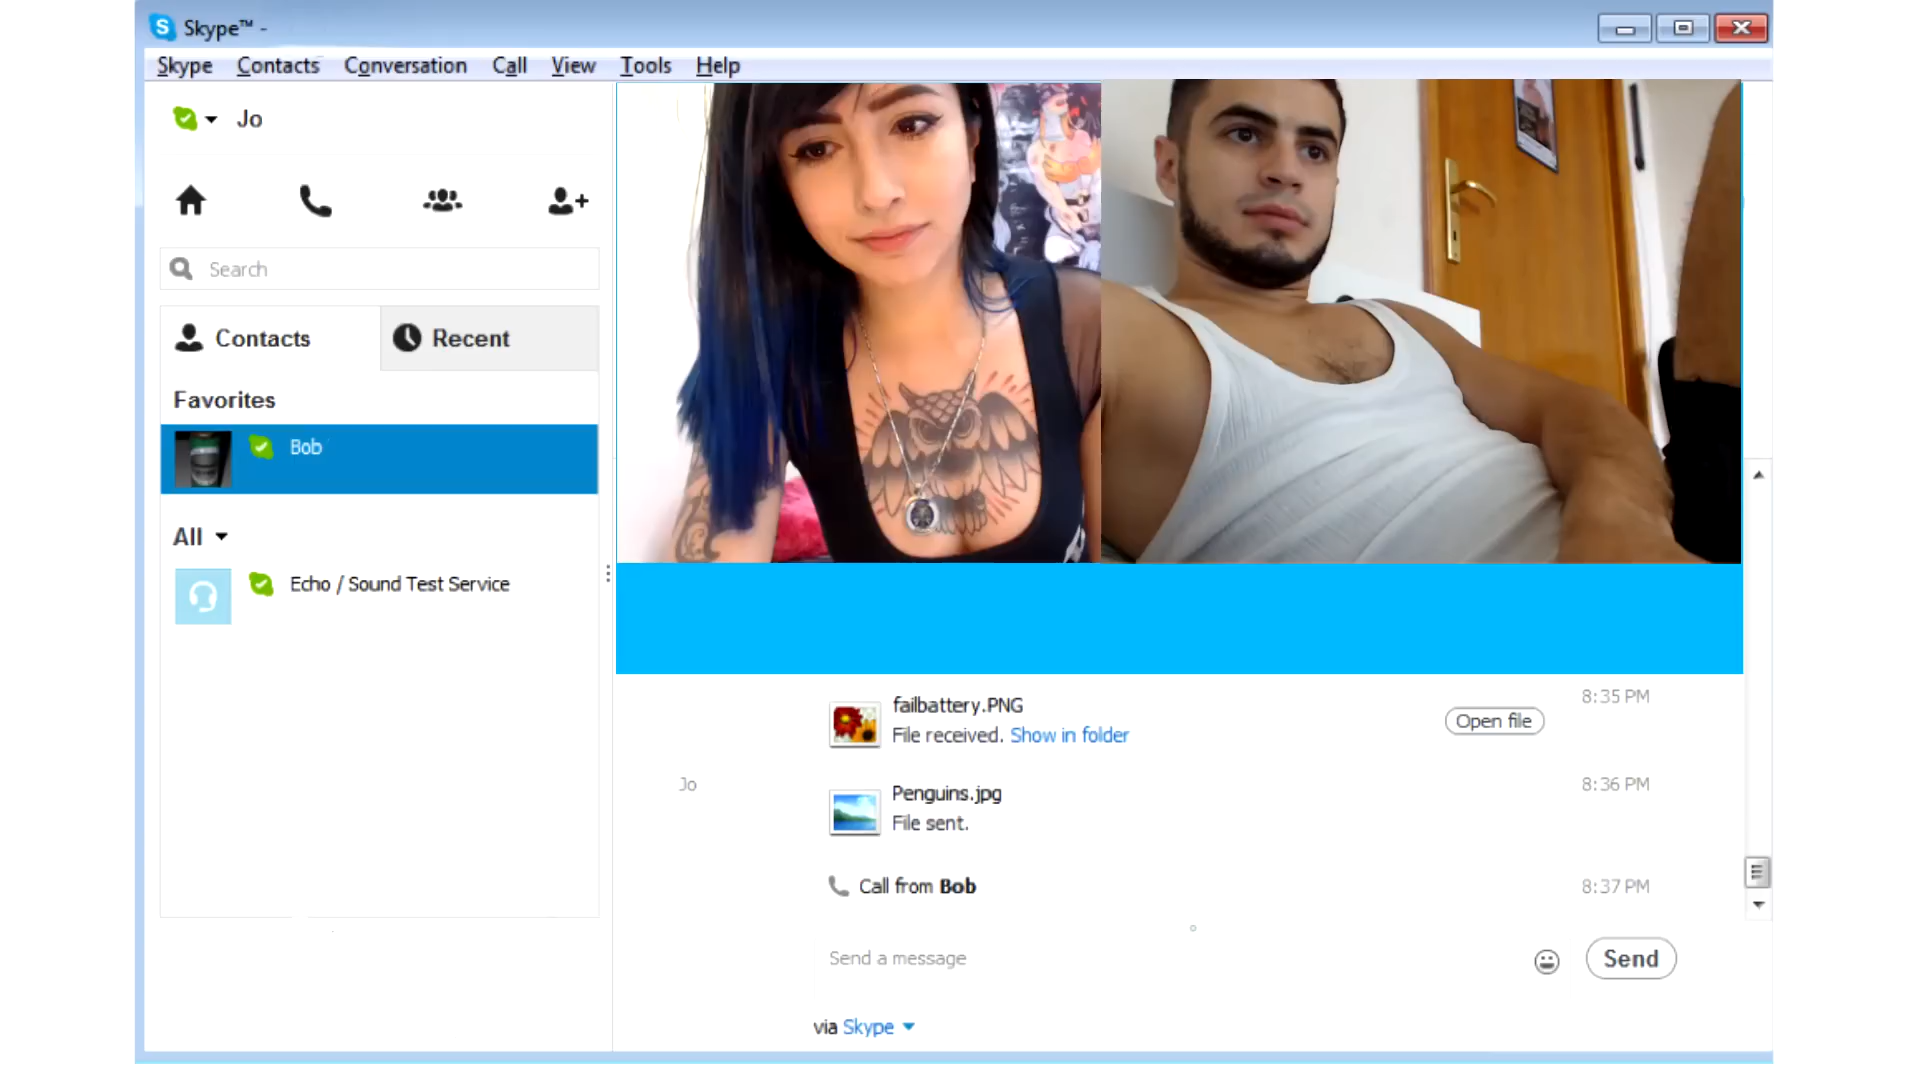 Skype™ -
Skype Contacts Conversation Call View Tools Help
Jo
Search
Contacts
Recent
Favorites
Bob
All
Echo / Sound Test Service
failbattery.PNG
File received. Show in folder
Open file
8:35 PM
Jo
Penguins.jpg
File sent.
8:36 PM
Call from Bob
8:37 PM
Send a message
Send
via Skype